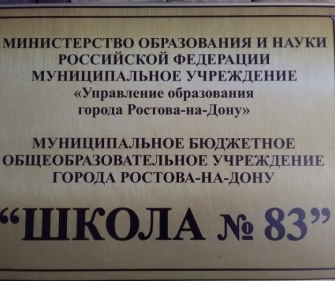 МИНИСТЕРСТВО ОБРАЗОВАНИЯ И НАУКИ
РОССИЙСКОЙ ФЕДЕРАЦИИ
МУНИЦИПАЛЬНОЕ УЧРЕЖДЕНИЕ
«Управление образования
города Ростова-на-Дону»
МУНИЦИПАЛЬНОЕ БЮДЖЕТНОЕ
ОБЩЕОБРАЗОВАТЕЛЬНОЕ УЧРЕЖДЕНИЕ
ГОРОДА РОСТОВА-НА-ДОНУ
“ШКОЛА № 83”